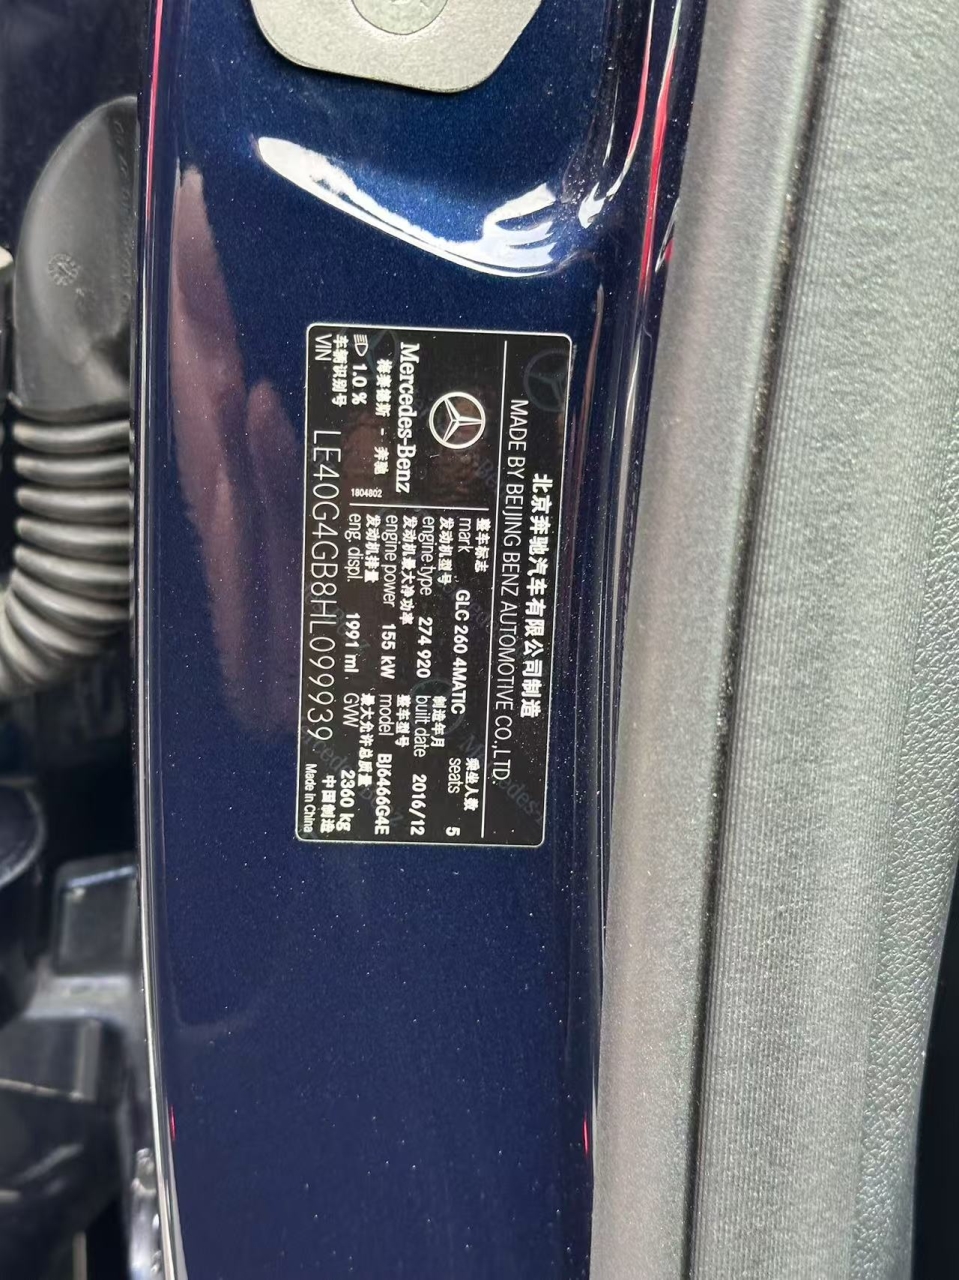 北京奔驰汽车有限公司制造
MADE BY BEIJING BENZ AUTOMOTIVE CO.,LTD.
Mercedes-Benz
梅赛德斯 - 奔驰
1.0 %
1804802
整车标志
mark GLC 260 4MATIC
乘坐人数
seats 5
发动机型号
engine type 274 920
制造年月
built date 2016/12
发动机最大净功率
engine power 155 kW
整车型号
model BJ6466G4E
发动机排量
eng. displ. 1991 ml
最大允许总质量
GVW 2360 kg
车辆识别号
VIN LE40G4GB8HL099939
中国制造
Made in China